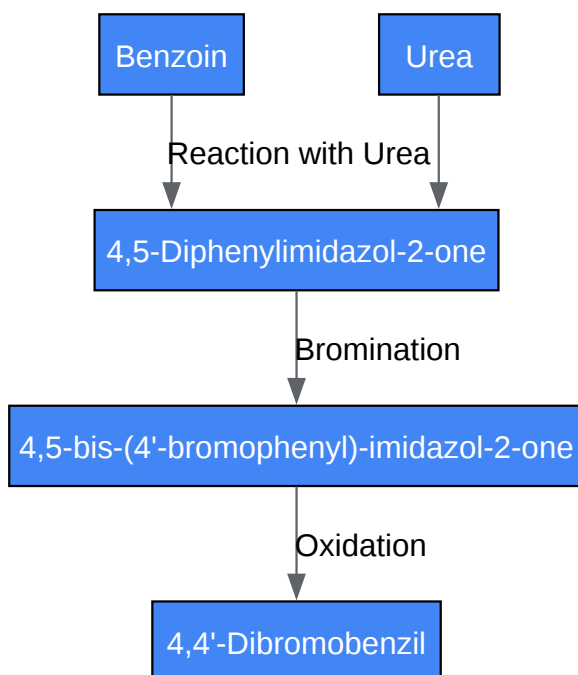 Benzoin
Urea
Reaction with Urea
4,5-Diphenylimidazol-2-one
Bromination
4,5-bis-(4'-bromophenyl)-imidazol-2-one
Oxidation
4,4'-Dibromobenzil